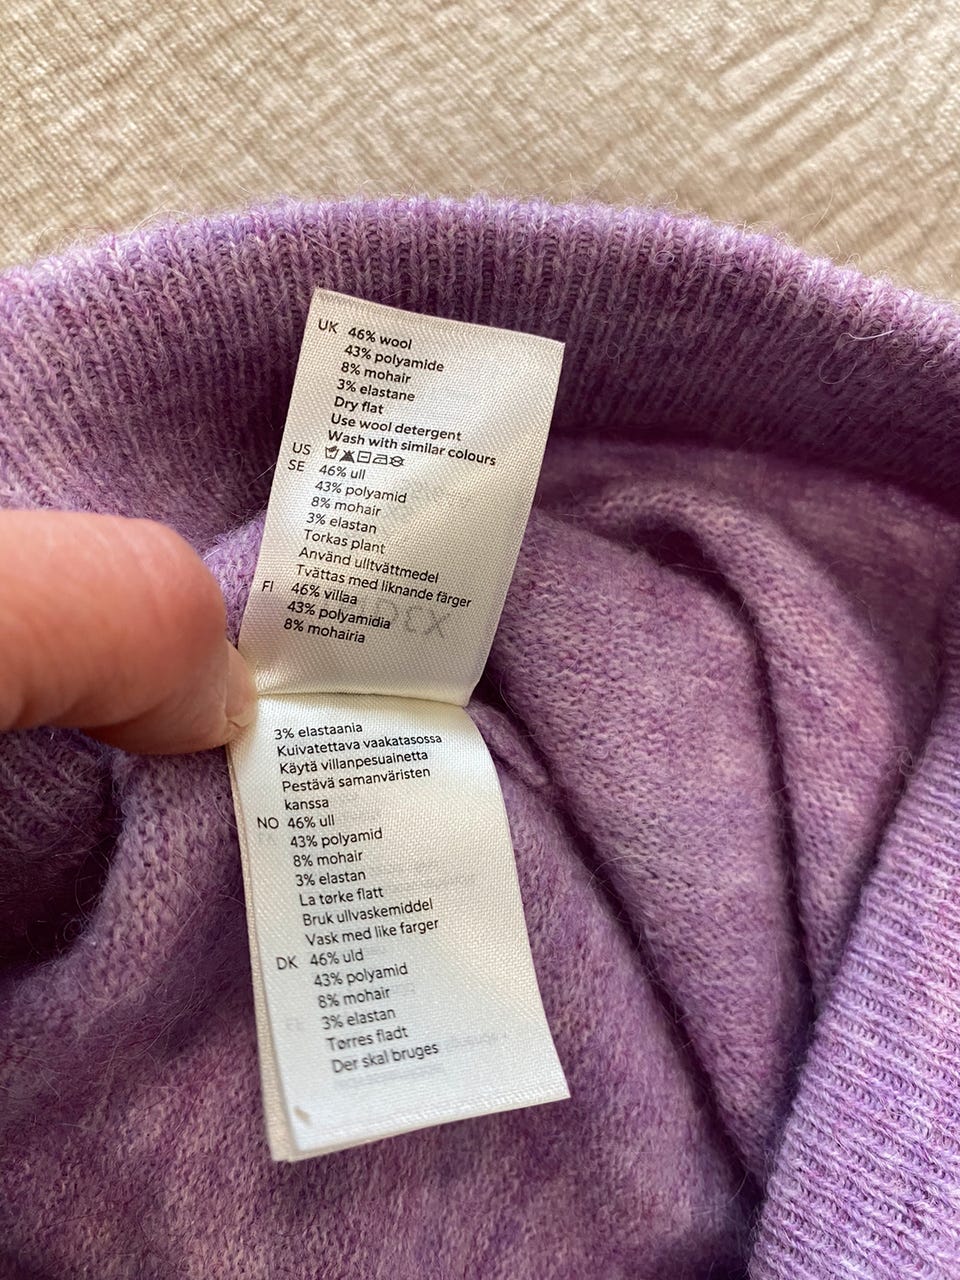 UK 46% wool
43% polyamide
8% mohair
3% elastane
Dry flat
Use wool detergent
Wash with similar colours
US
SE 46% ull
43% polyamid
8% mohair
3% elastan
Torkas plant
Använd ulltvättmedel
Tvättas med liknande färger
FI 46% villaa
43% polyamidia
8% mohairia
3% elastaania
Kuivatettava vaakatasossa
Käytä villanpesuainetta
Pestävä samanväristen
kanssa
NO 46% ull
43% polyamid
8% mohair
3% elastan
La tørke flatt
Bruk ullvaskemiddel
Vask med like farger
DK 46% uld
43% polyamid
8% mohair
3% elastan
Tørres fladt
Der skal bruges